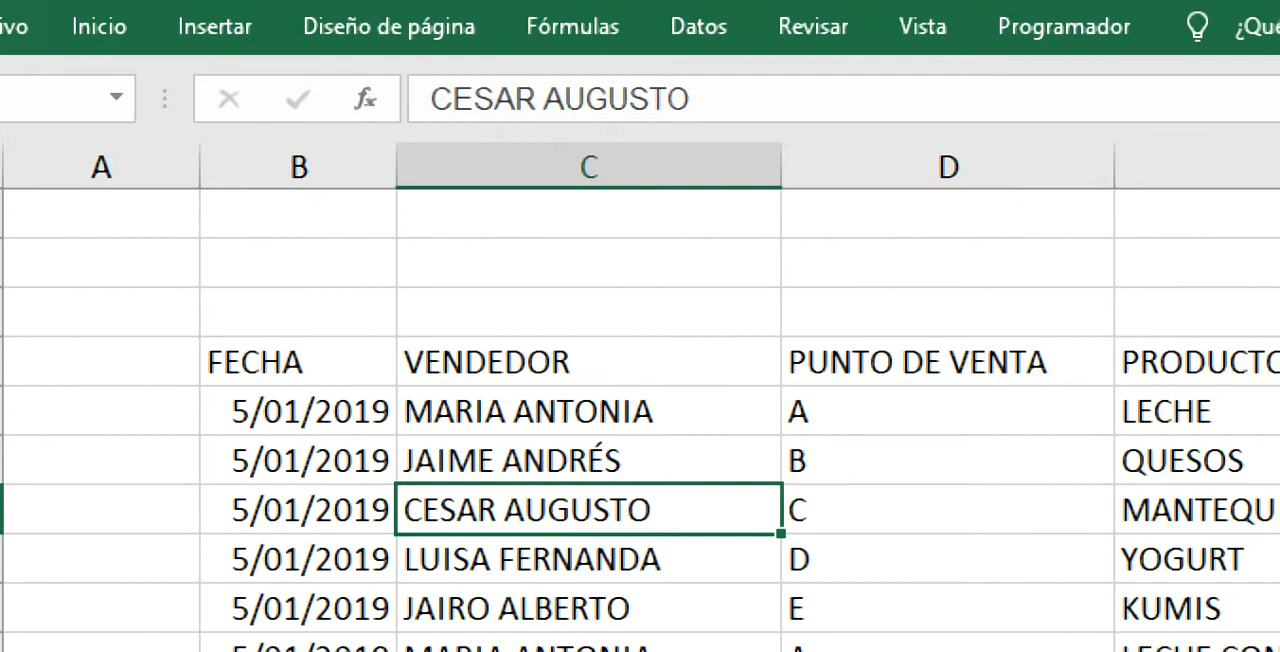 ivo Inicio Insertar Diseño de página Fórmulas Datos Revisar Vista Programador ¿Qué
fx CESAR AUGUSTO
A B C D
FECHA VENDEDOR PUNTO DE VENTA PRODUCTO
5/01/2019 MARIA ANTONIA A LECHE
5/01/2019 JAIME ANDRÉS B QUESOS
5/01/2019 CESAR AUGUSTO C MANTEQU
5/01/2019 LUISA FERNANDA D YOGURT
5/01/2019 JAIRO ALBERTO E KUMIS
5/01/2019 MARIA ANTONIA A LECHE CON